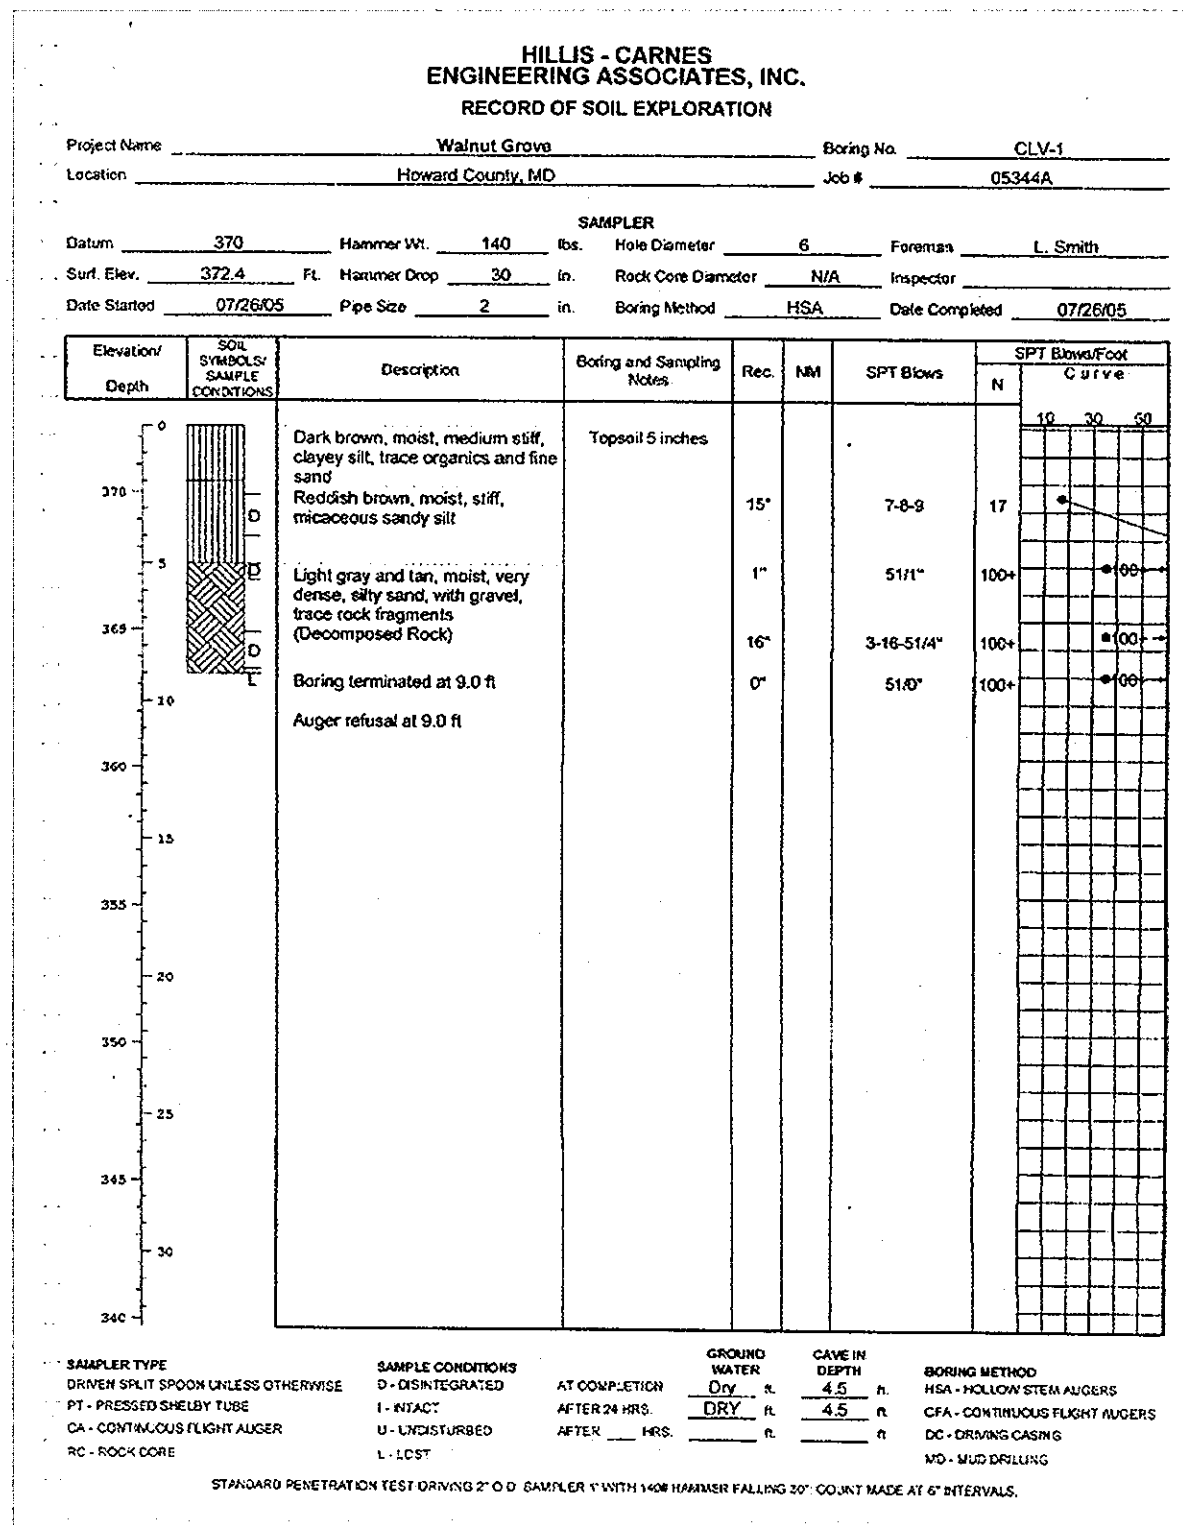 HILLIS - CARNES
ENGINEERING ASSOCIATES, INC.
RECORD OF SOIL EXPLORATION
Project Name Walnut Grove Boring No. CLV-1
Location Howard County, MD Job # 05344A
SAMPLER
Datum 370 Hammer Wt. 140 lbs. Hole Diameter 6 Foreman L. Smith
Surf. Elev. 372.4 Ft. Hammer Drop 30 in. Rock Core Diameter N/A Inspector
Date Started 07/26/05 Pipe Size 2 in. Boring Method HSA Date Completed 07/26/05
Elevation/ Depth
SOIL SYMBOLS/ SAMPLE CONDITIONS
Description
Boring and Sampling Notes
Rec.
NM
SPT Blows
SPT Blows/Foot
N
Curve
10 30 50
0
Dark brown, moist, medium stiff, Topsoil 5 inches
clayey silt, trace organics and fine
sand
370 Reddish brown, moist, stiff,
D micaceous sandy silt 15" 7-8-9 17
5 D Light gray and tan, moist, very 1" 51/1" 100+ 100
dense, silty sand, with gravel,
trace rock fragments
365 (Decomposed Rock)
D 16" 3-16-51/4" 100+ 100
L Boring terminated at 9.0 ft 0" 51/0" 100+ 100
10
Auger refusal at 9.0 ft
360
15
355
20
350
25
345
30
340
SAMPLER TYPE
DRIVEN SPLIT SPOON UNLESS OTHERWISE
PT - PRESSED SHELBY TUBE
CA - CONTINUOUS FLIGHT AUGER
RC - ROCK CORE
SAMPLE CONDITIONS
D - DISINTEGRATED
I - INTACT
U - UNDISTURBED
L - LOST
GROUND WATER CAVE IN DEPTH
AT COMPLETION Dry ft. 4.5 ft.
AFTER 24 HRS. DRY ft. 4.5 ft.
AFTER ___ HRS. ft. ft.
BORING METHOD
HSA - HOLLOW STEM AUGERS
CFA - CONTINUOUS FLIGHT AUGERS
DC - DRIVING CASING
MD - MUD DRILLING
STANDARD PENETRATION TEST-DRIVING 2" O.D. SAMPLER 1' WITH 140# HAMMER FALLING 30": COUNT MADE AT 6" INTERVALS.